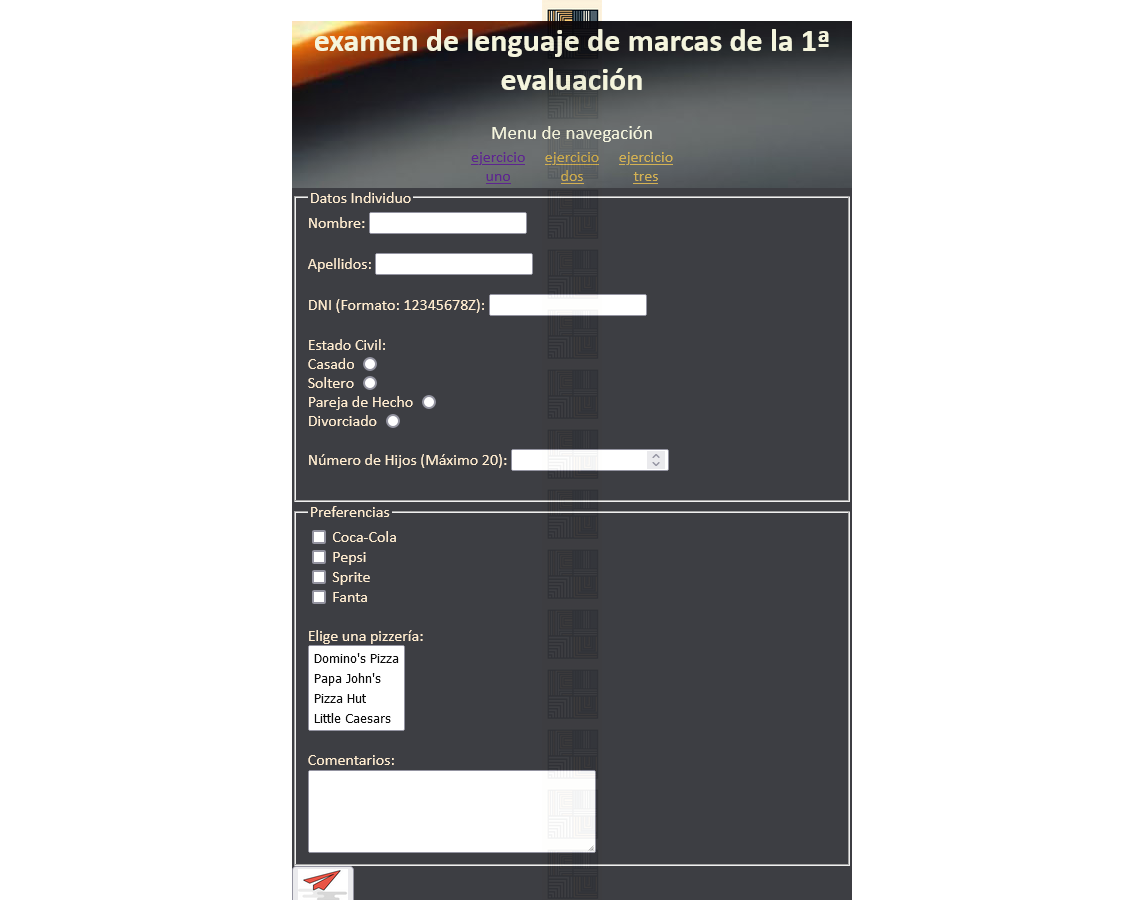 examen de lenguaje de marcas de la 1ª
evaluación
Menu de navegación
ejercicio uno
ejercicio dos
ejercicio tres
Datos Individuo
Nombre:
Apellidos:
DNI (Formato: 12345678Z):
Estado Civil:
Casado
Soltero
Pareja de Hecho
Divorciado
Número de Hijos (Máximo 20):
Preferencias
Coca-Cola
Pepsi
Sprite
Fanta
Elige una pizzería:
Domino's Pizza
Papa John's
Pizza Hut
Little Caesars
Comentarios: